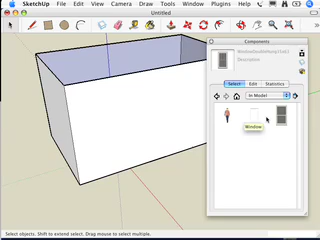 SketchUp File Edit View Camera Draw Tools Window Plugins Help
Untitled
Components
WindowDoubleHung31x62
Description
Select Edit Statistics
In Model
Window
Select objects. Shift to extend select. Drag mouse to select multiple.